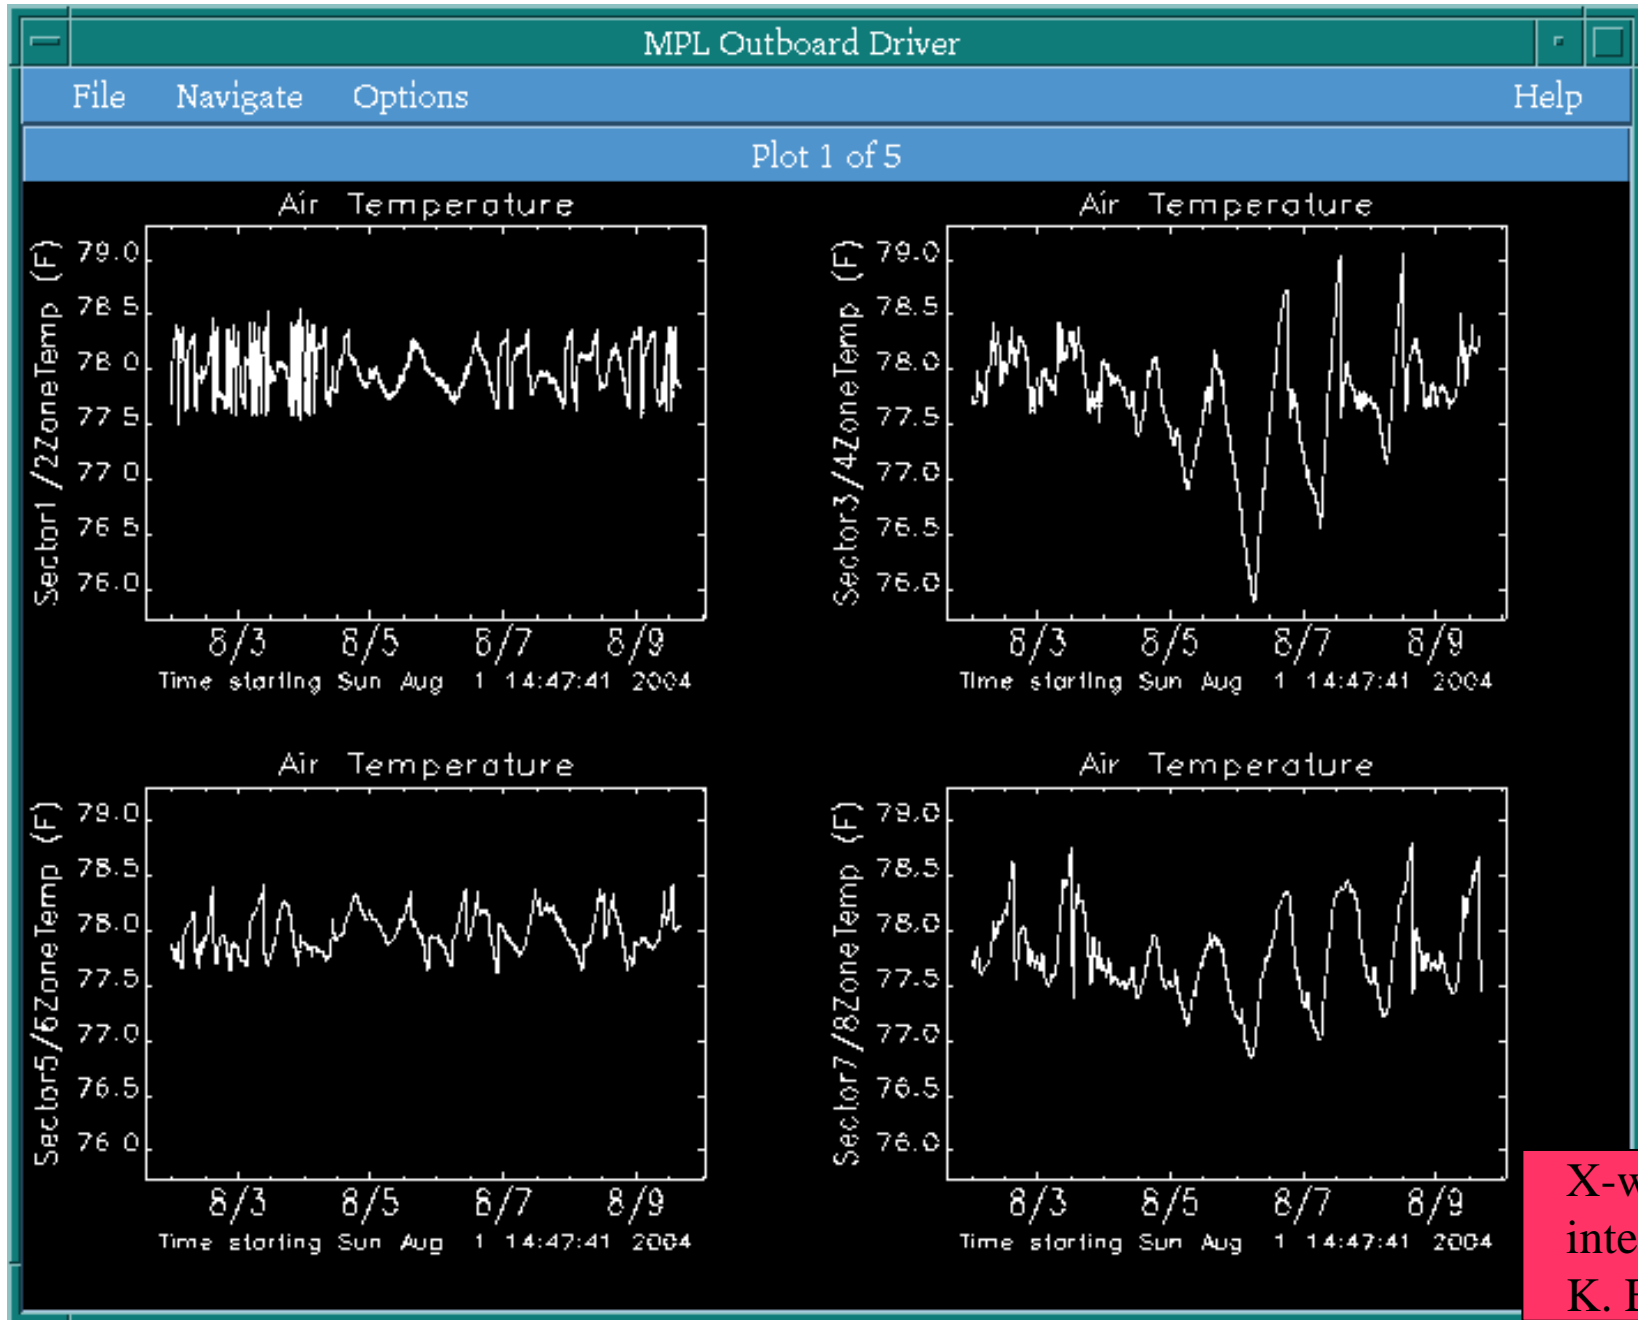 MPL Outboard Driver
File Navigate Options Help
Plot 1 of 5
Air Temperature
Sector1/2ZoneTemp (F)
79.0
78.5
78.0
77.5
77.0
76.5
76.0
8/3 8/5 8/7 8/9
Time starting Sun Aug 1 14:47:41 2004
Air Temperature
Sector3/4ZoneTemp (F)
79.0
78.5
78.0
77.5
77.0
76.5
76.0
8/3 8/5 8/7 8/9
Time starting Sun Aug 1 14:47:41 2004
Air Temperature
Sector5/6ZoneTemp (F)
79.0
78.5
78.0
77.5
77.0
76.5
76.0
8/3 8/5 8/7 8/9
Time starting Sun Aug 1 14:47:41 2004
Air Temperature
Sector7/8ZoneTemp (F)
79.0
78.5
78.0
77.5
77.0
76.5
76.0
8/3 8/5 8/7 8/9
Time starting Sun Aug 1 14:47:41 2004
X-w
inte
K.